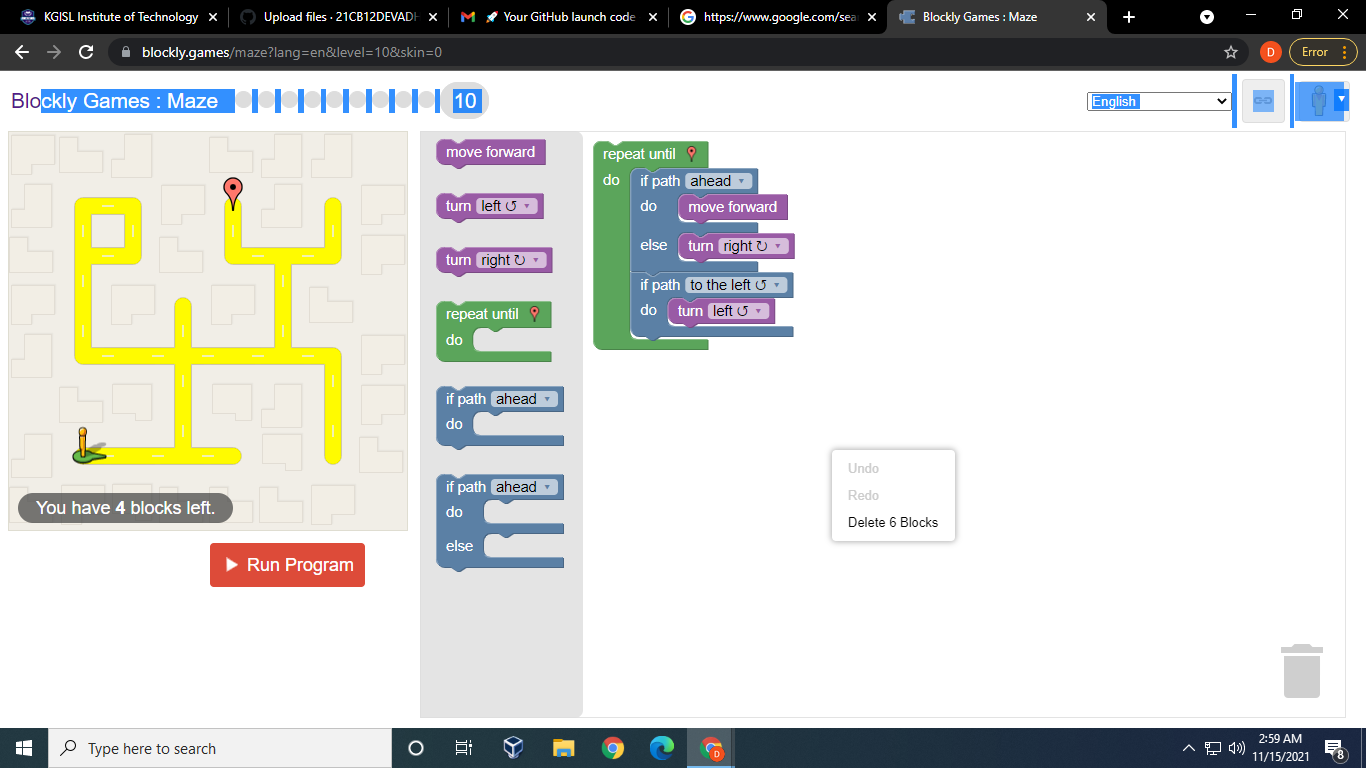 KGISL Institute of Technology
Upload files · 21CB12DEVADH
🚀 Your GitHub launch code
https://www.google.com/sear
Blockly Games : Maze
blockly.games/maze?lang=en&level=10&skin=0
D
Error
Blockly Games : Maze
10
English
You have 4 blocks left.
Run Program
move forward
turn left ↺
turn right ↻
repeat until
do
if path ahead
do
if path ahead
do
else
repeat until
do
if path ahead
do
move forward
else
turn right ↻
if path to the left ↺
do
turn left ↺
Undo
Redo
Delete 6 Blocks
Type here to search
D
2:59 AM
11/15/2021
8